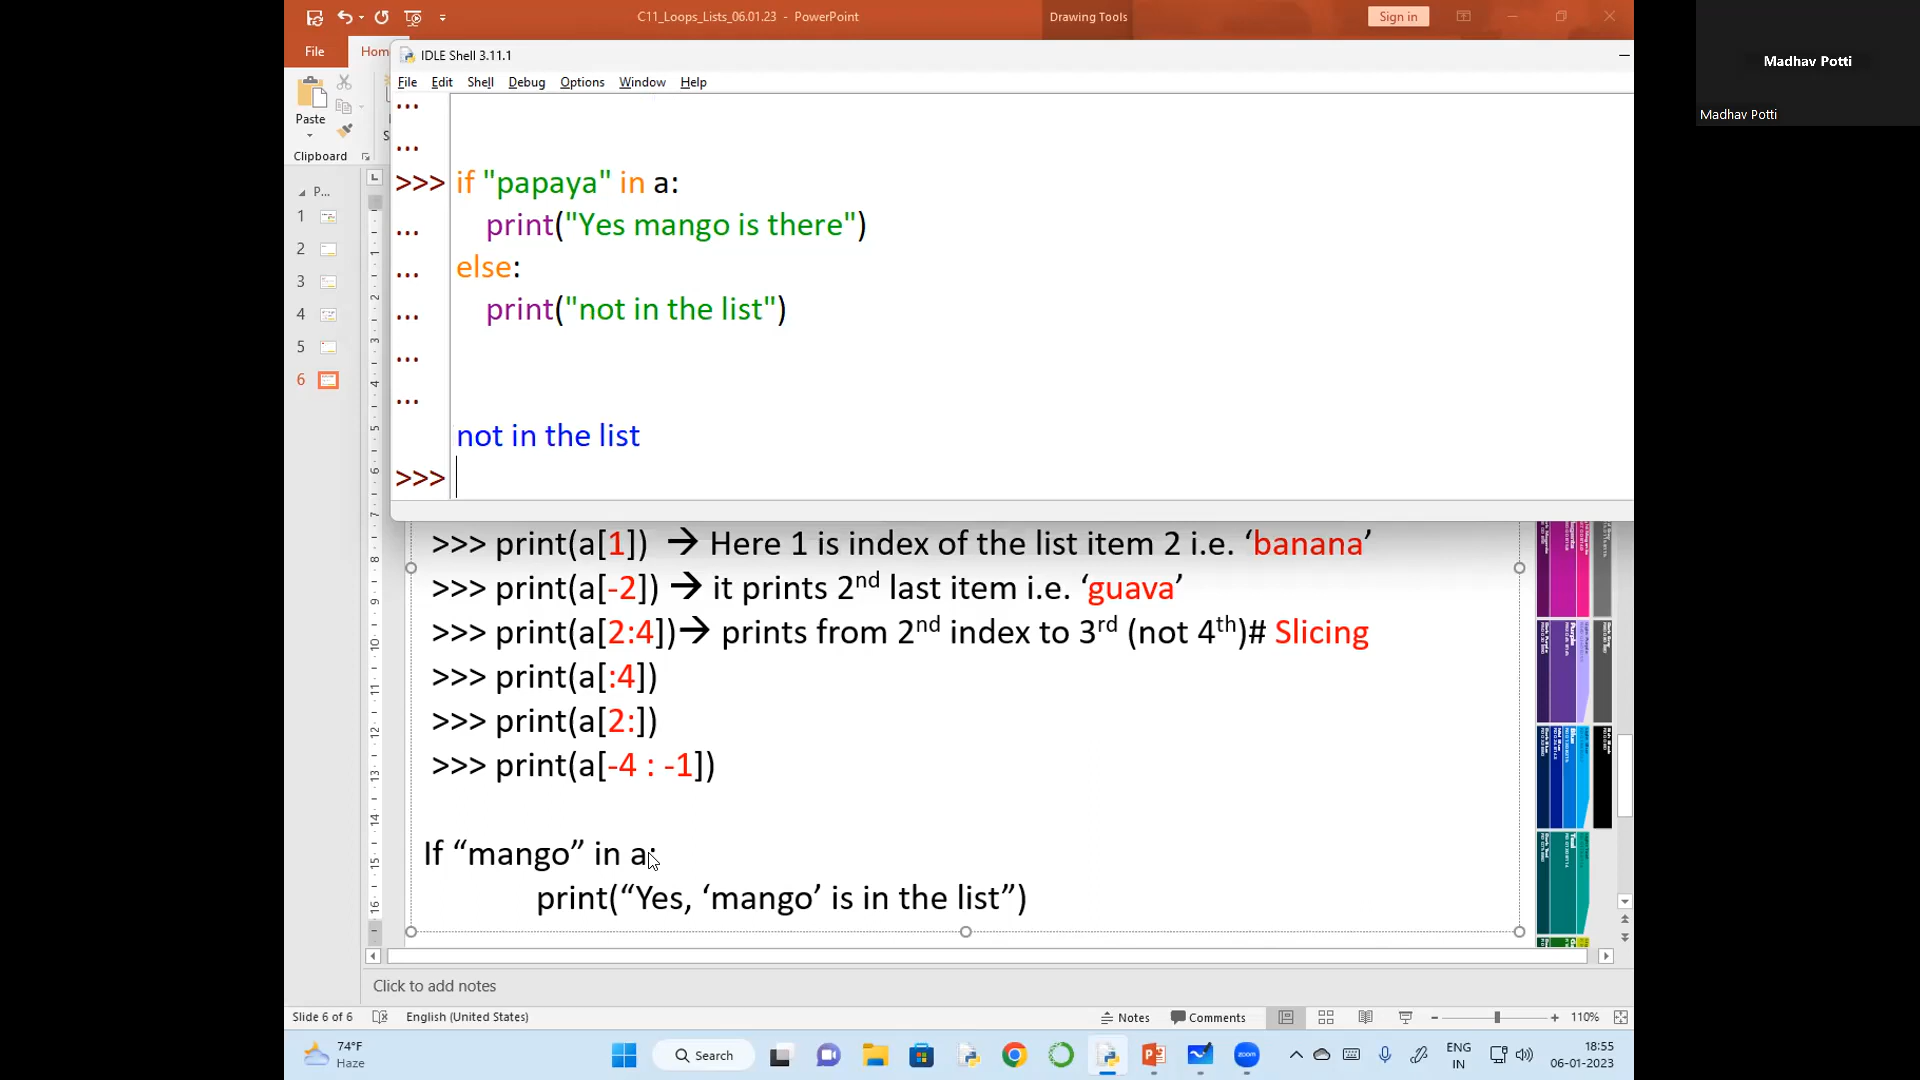 C11_Loops_Lists_06.01.23 - PowerPoint
Drawing Tools
Sign in
File
Hom
Paste
Clipboard
P...
1
2
3
4
5
6
IDLE Shell 3.11.1
File Edit Shell Debug Options Window Help
...
...
>>> if "papaya" in a:
... print("Yes mango is there")
... else:
... print("not in the list")
...
...
not in the list
>>>
>>> print(a[1]) → Here 1 is index of the list item 2 i.e. ‘banana’
>>> print(a[-2]) → it prints 2nd last item i.e. ‘guava’
>>> print(a[2:4])→ prints from 2nd index to 3rd (not 4th)# Slicing
>>> print(a[:4])
>>> print(a[2:])
>>> print(a[-4 : -1])
If “mango” in a:
print(“Yes, ‘mango’ is in the list”)
Click to add notes
Slide 6 of 6
English (United States)
Notes
Comments
110%
74°F
Haze
Search
zoom
ENG
IN
18:55
06-01-2023
Madhav Potti
Madhav Potti